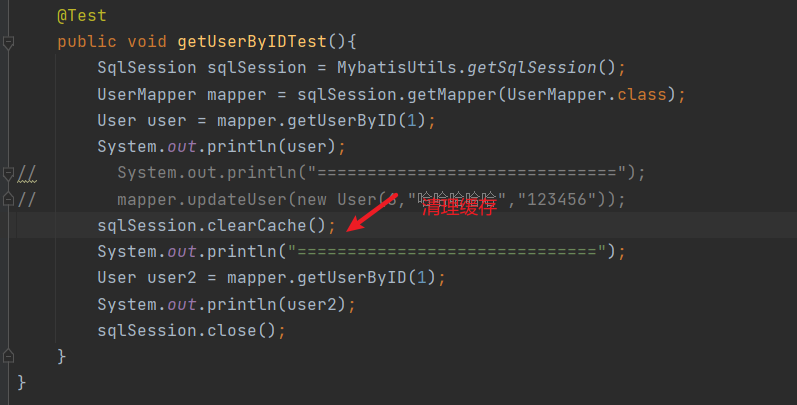 @Test
public void getUserByIDTest(){
SqlSession sqlSession = MybatisUtils.getSqlSession();
UserMapper mapper = sqlSession.getMapper(UserMapper.class);
User user = mapper.getUserByID(1);
System.out.println(user);
// System.out.println("==============================");
// mapper.updateUser(new User( ,"哈哈哈哈哈","123456"));
清理缓存
sqlSession.clearCache();
System.out.println("==============================");
User user2 = mapper.getUserByID(1);
System.out.println(user2);
sqlSession.close();
}
}